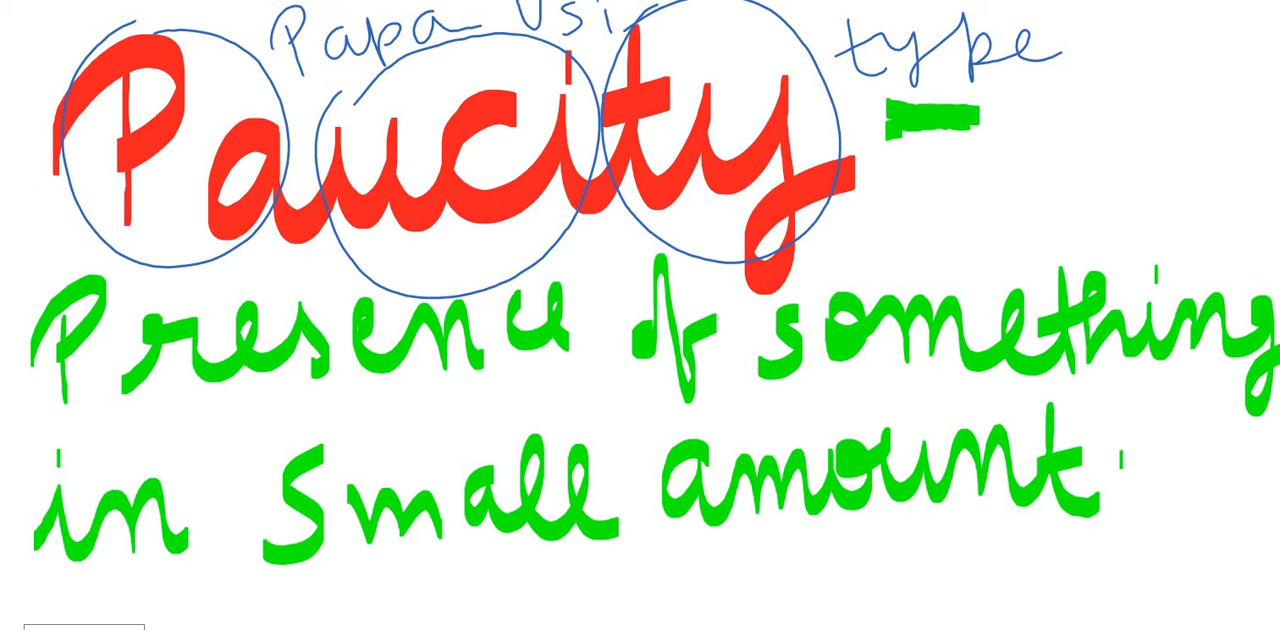 Papa type
Paucity -
Presence of something
in Small amount.